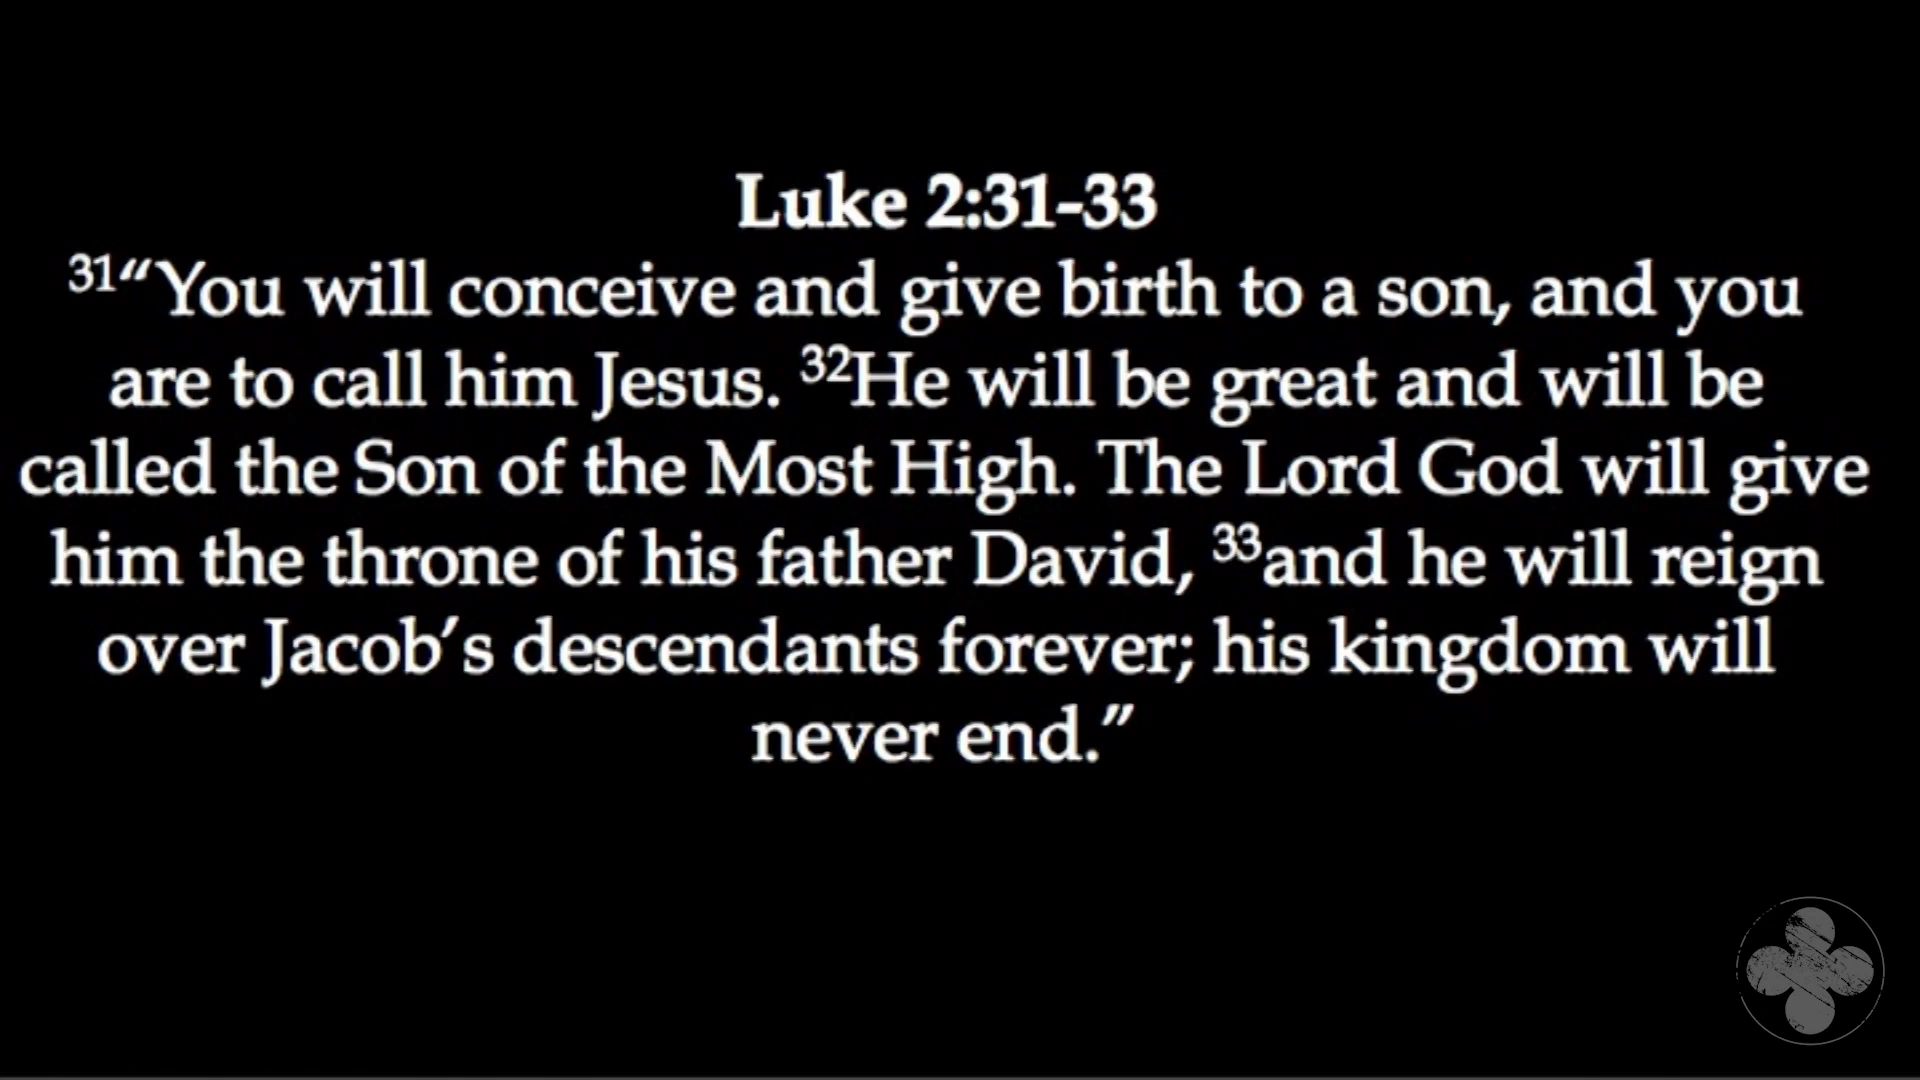 Luke 2:31-33
31“You will conceive and give birth to a son, and you
are to call him Jesus. 32He will be great and will be
called the Son of the Most High. The Lord God will give
him the throne of his father David, 33and he will reign
over Jacob’s descendants forever; his kingdom will
never end.”